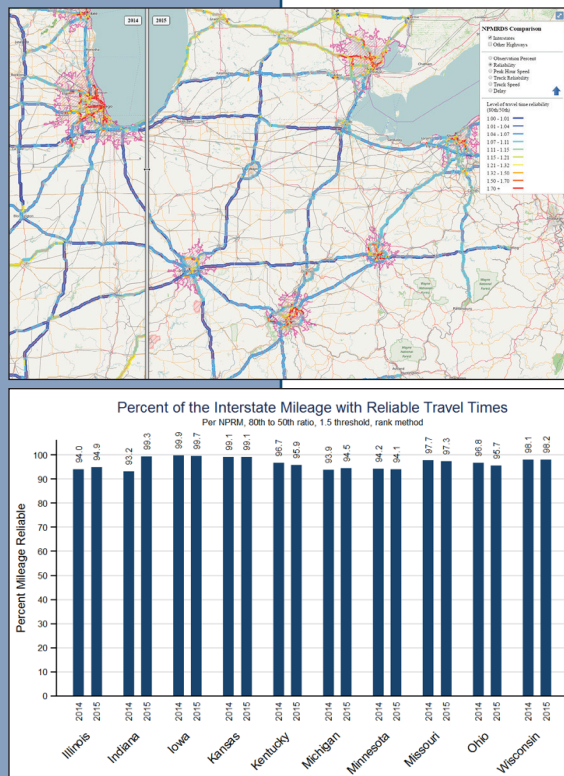 2014
2015
NPMRDS Comparison
Interstates
Other Highways
Observation Percent
Reliability
Peak Hour Speed
Truck Reliability
Truck Speed
Delay
Level of travel time reliability
(80th/50th)
1.00 - 1.01
1.01 - 1.04
1.04 - 1.07
1.07 - 1.11
1.11 - 1.15
1.15 - 1.21
1.21 - 1.32
1.32 - 1.50
1.50 - 1.70
1.70 +
Wayne
National
Forest
Wayne
National
Forest
Percent of the Interstate Mileage with Reliable Travel Times
Per NPRM, 80th to 50th ratio, 1.5 threshold, rank method
94.0 94.9 93.2 99.3 99.9 99.7 99.1 99.1 96.7 95.9 93.9 94.5 94.2 94.1 97.7 97.3 96.8 95.7 98.1 98.2
Percent Mileage Reliable
100
90
80
70
60
50
40
30
20
10
0
2014 2015 2014 2015 2014 2015 2014 2015 2014 2015 2014 2015 2014 2015 2014 2015 2014 2015 2014 2015
Illinois Indiana Iowa Kansas Kentucky Michigan Minnesota Missouri Ohio Wisconsin